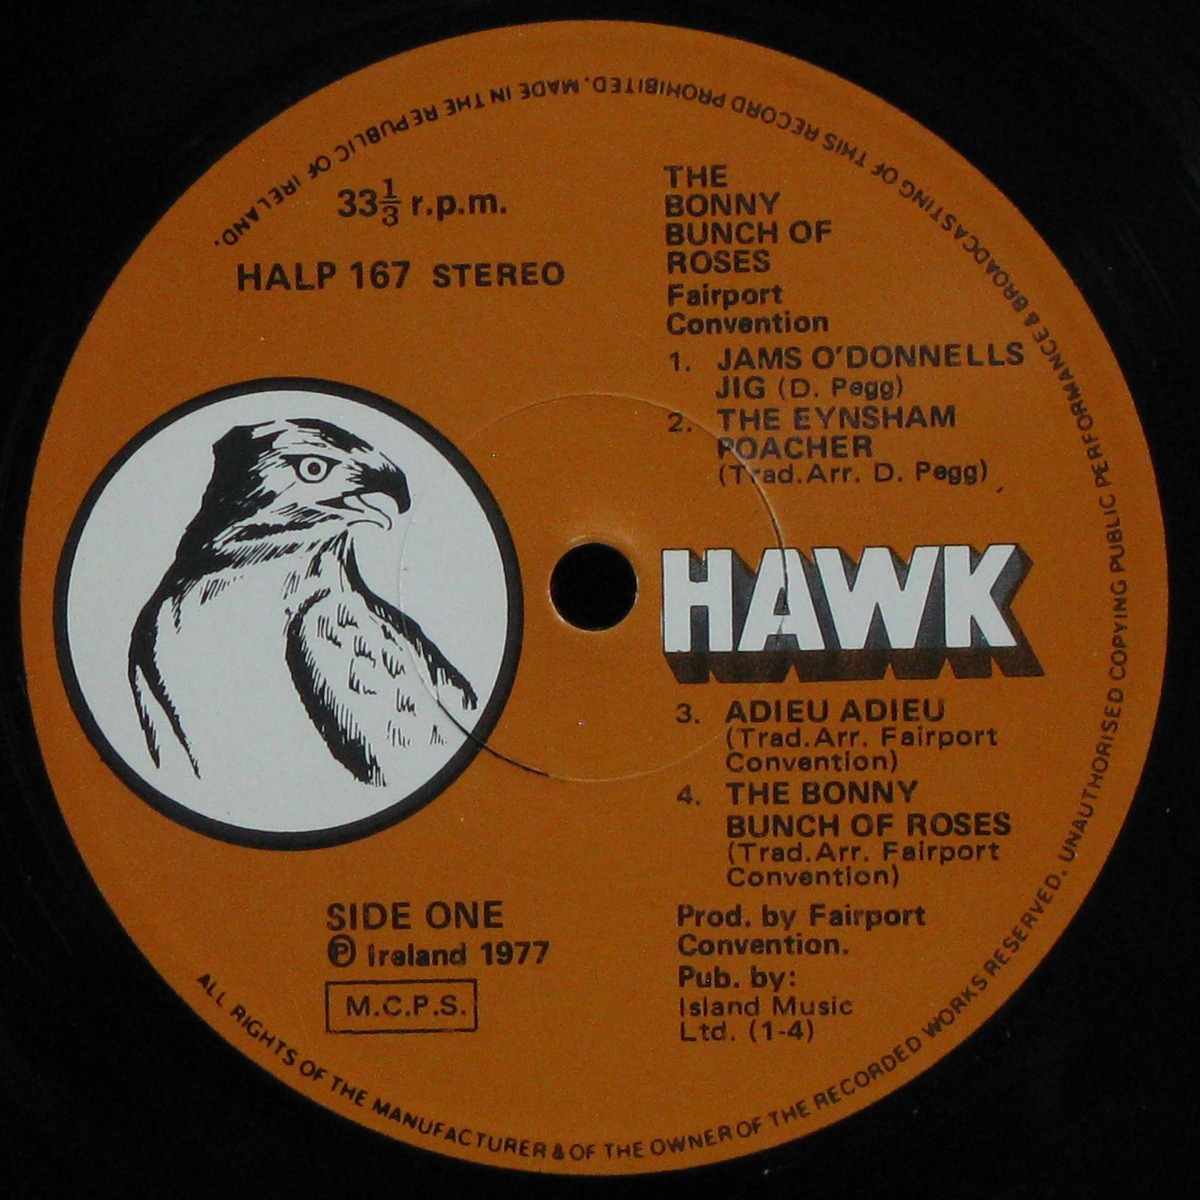 33⅓ r.p.m.
HALP 167 STEREO
THE
BONNY
BUNCH OF
ROSES
Fairport
Convention
1. JAMS O'DONNELLS
JIG (D. Pegg)
2. THE EYNSHAM
POACHER
(Trad.Arr. D. Pegg)
HAWK
3. ADIEU ADIEU
(Trad.Arr. Fairport
Convention)
4. THE BONNY
BUNCH OF ROSES
(Trad.Arr. Fairport
Convention)
SIDE ONE
Ⓟ Ireland 1977
M.C.P.S.
Prod. by Fairport
Convention.
Pub. by:
Island Music
Ltd. (1-4)
ALL RIGHTS OF THE MANUFACTURER & OF THE OWNER OF THE RECORDED WORKS RESERVED. UNAUTHORISED COPYING PUBLIC PERFORMANCE & BROADCASTING OF THIS RECORD PROHIBITED. MADE IN THE REPUBLIC OF IRELAND.